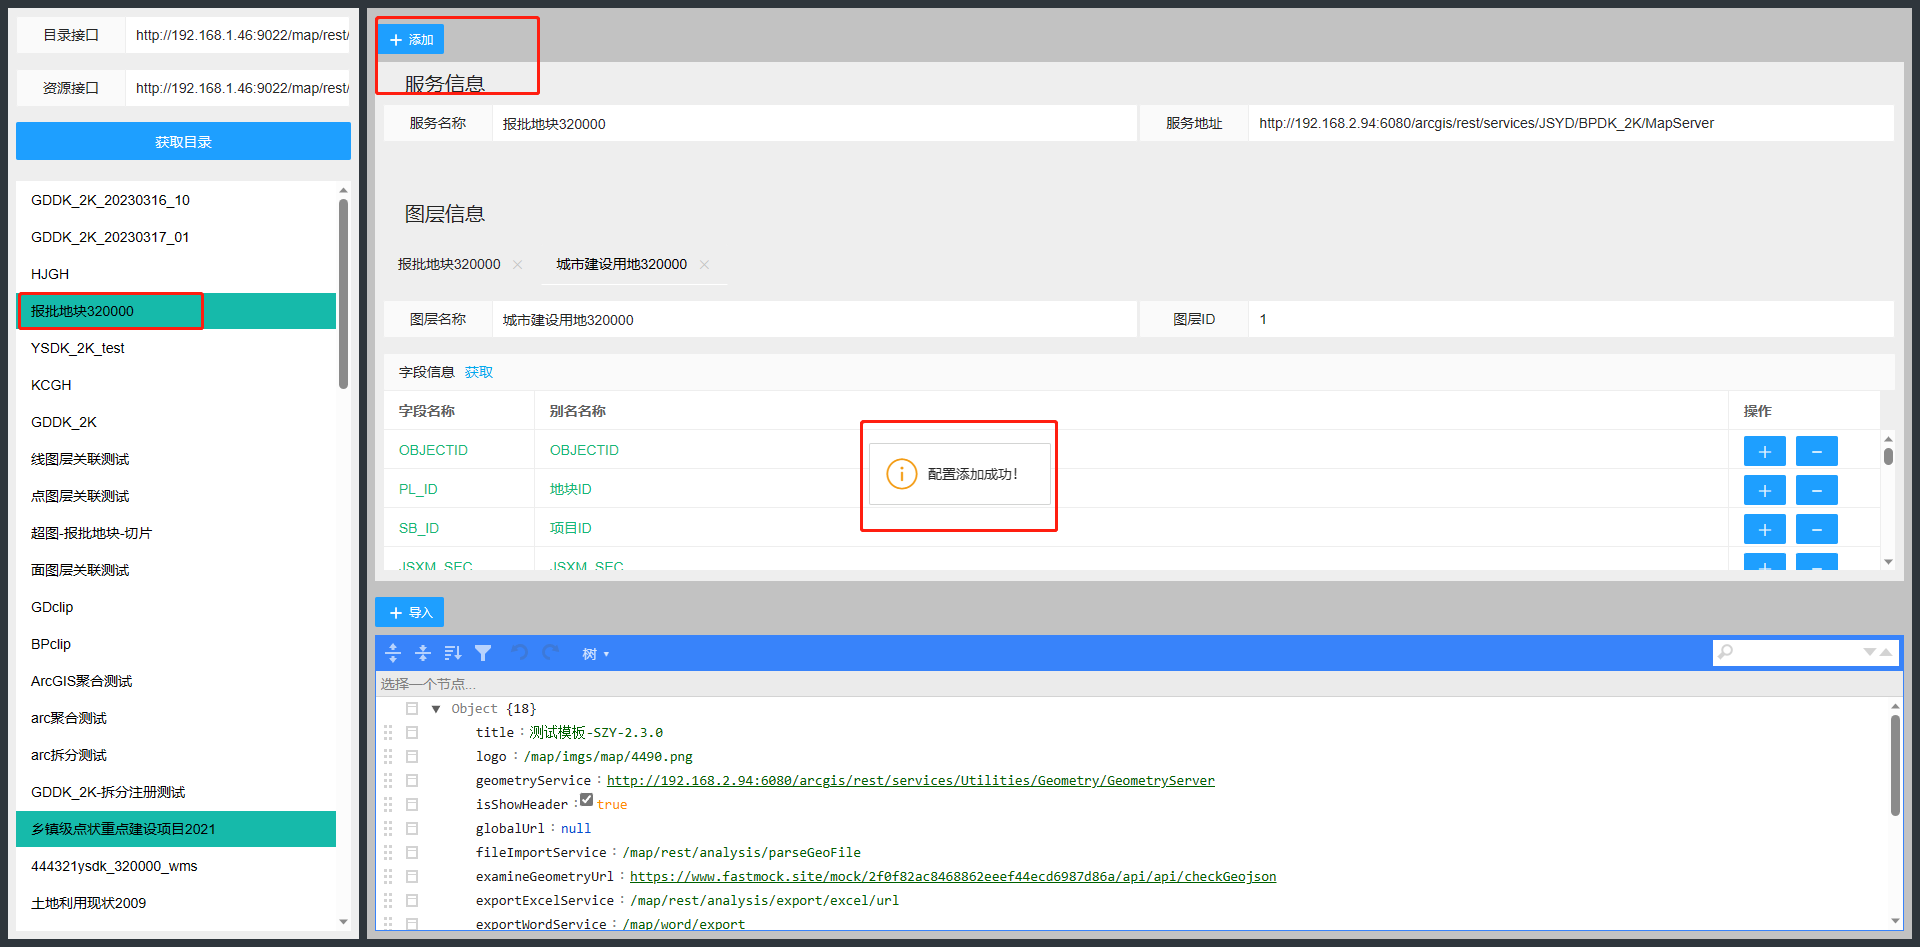 目录接口 http://192.168.1.46:9022/map/rest/
资源接口 http://192.168.1.46:9022/map/rest/
获取目录
GDDK_2K_20230316_10
GDDK_2K_20230317_01
HJGH
报批地块320000
YSDK_2K_test
KCGH
GDDK_2K
线图层关联测试
点图层关联测试
超图-报批地块-切片
面图层关联测试
GDclip
BPclip
ArcGIS聚合测试
arc聚合测试
arc拆分测试
GDDK_2K-拆分注册测试
乡镇级点状重点建设项目2021
444321ysdk_320000_wms
土地利用现状2009
添加
服务信息
服务名称 报批地块320000 服务地址 http://192.168.2.94:6080/arcgis/rest/services/JSYD/BPDK_2K/MapServer
图层信息
报批地块320000 城市建设用地320000
图层名称 城市建设用地320000 图层ID 1
字段信息 获取
字段名称 别名名称 操作
OBJECTID OBJECTID
PL_ID 地块ID
SB_ID 项目ID
JSXM_SEC JSXM_SEC
配置添加成功!
导入
树
选择一个节点...
Object {18}
title : 测试模板-SZY-2.3.0
logo : /map/imgs/map/4490.png
geometryService : http://192.168.2.94:6080/arcgis/rest/services/Utilities/Geometry/GeometryServer
isShowHeader : true
globalUrl : null
fileImportService : /map/rest/analysis/parseGeoFile
examineGeometryUrl : https://www.fastmock.site/mock/2f0f82ac8468862eeef44ecd6987d86a/api/api/checkGeojson
exportExcelService : /map/rest/analysis/export/excel/url
exportWordService : /map/word/export